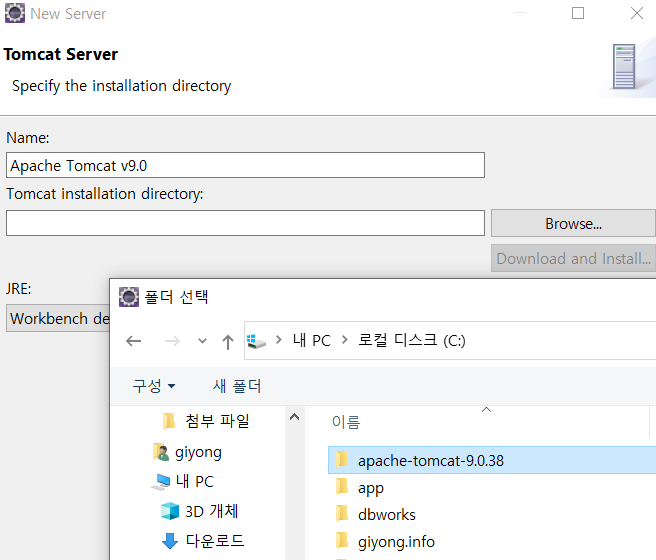 New Server
Tomcat Server
Specify the installation directory
Name:
Apache Tomcat v9.0
Tomcat installation directory:
Browse...
Download and Install...
JRE:
Workbench de
폴더 선택
내 PC > 로컬 디스크 (C:)
구성 새 폴더
첨부 파일
giyong
내 PC
3D 개체
다운로드
이름
apache-tomcat-9.0.38
app
dbworks
giyong.info